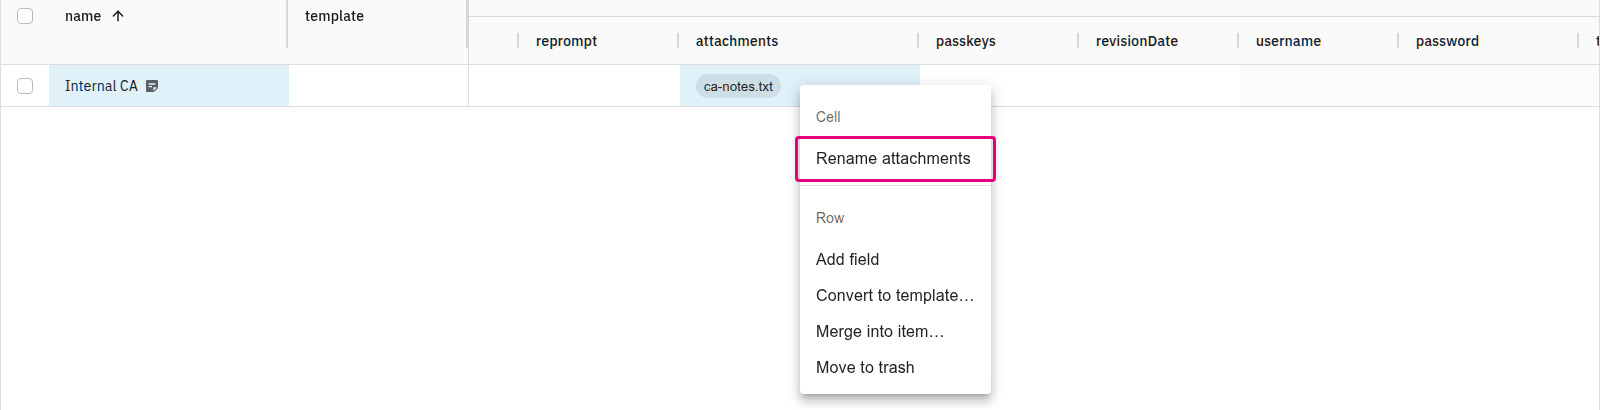 name template
reprompt attachments passkeys revisionDate username password
Internal CA ca-notes.txt
Cell
Rename attachments
Row
Add field
Convert to template…
Merge into item…
Move to trash